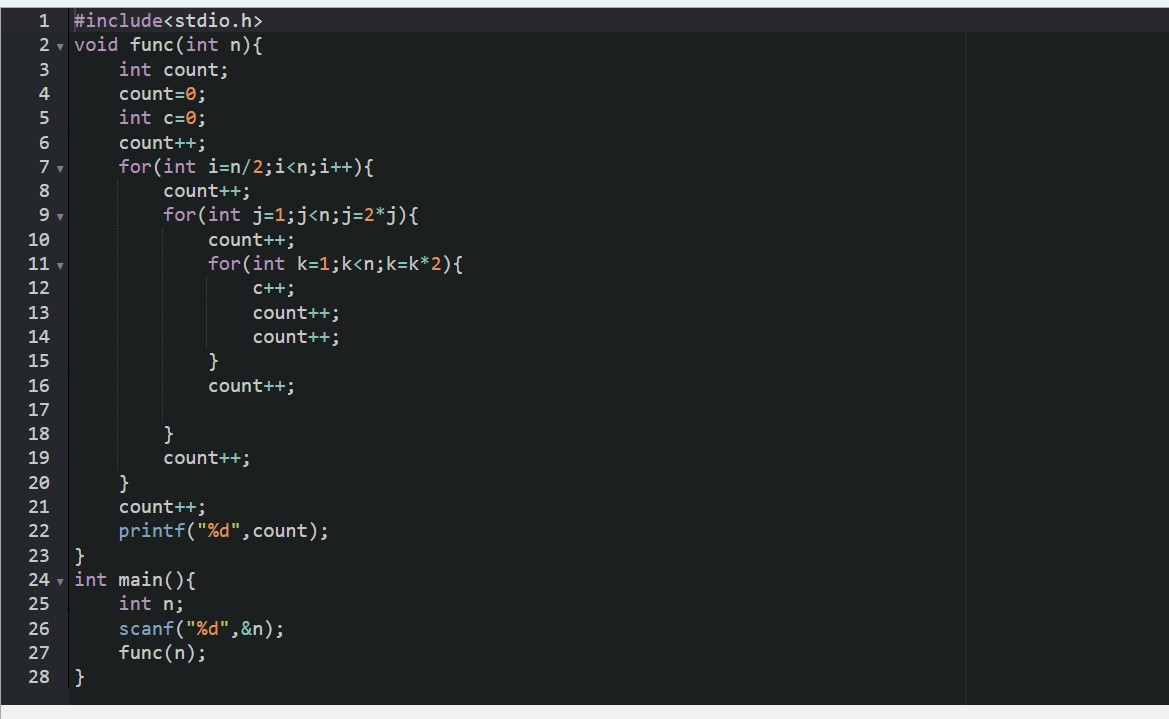 1 #include<stdio.h>
2 void func(int n){
3     int count;
4     count=0;
5     int c=0;
6     count++;
7     for(int i=n/2;i<n;i++){
8         count++;
9         for(int j=1;j<n;j=2*j){
10             count++;
11             for(int k=1;k<n;k=k*2){
12                 c++;
13                 count++;
14                 count++;
15             }
16             count++;
17
18         }
19         count++;
20     }
21     count++;
22     printf("%d",count);
23 }
24 int main(){
25     int n;
26     scanf("%d",&n);
27     func(n);
28 }